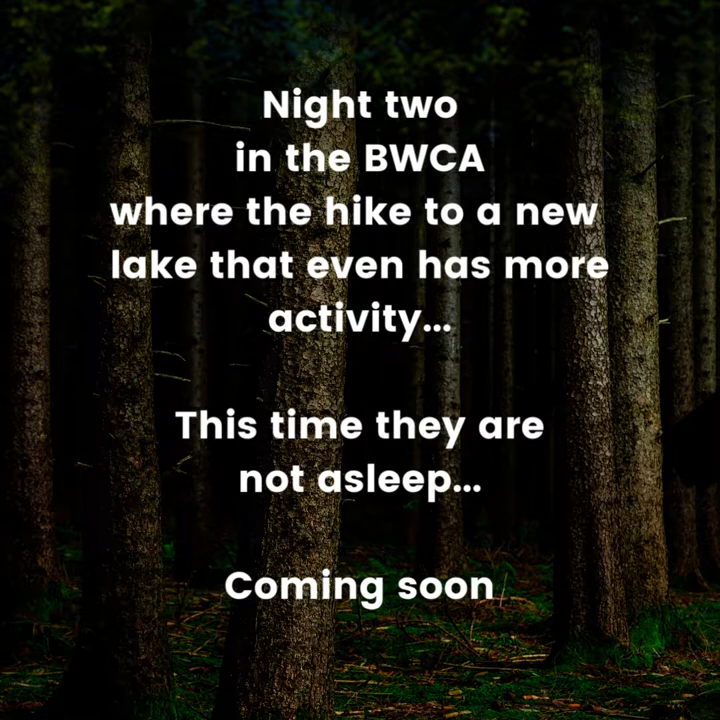 Night two
in the BWCA
where the hike to a new
lake that even has more
activity...
This time they are
not asleep...
Coming soon